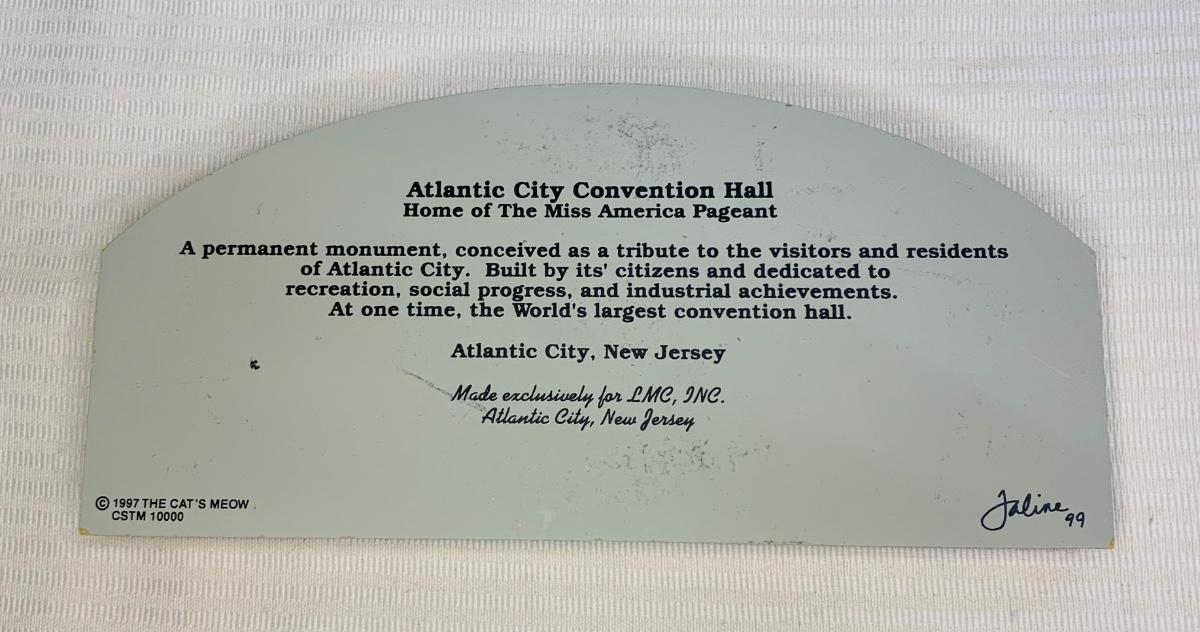 Atlantic City Convention Hall
Home of The Miss America Pageant
A permanent monument, conceived as a tribute to the visitors and residents
of Atlantic City. Built by its' citizens and dedicated to
recreation, social progress, and industrial achievements.
At one time, the World's largest convention hall.
Atlantic City, New Jersey
Made exclusively for LMC, INC.
Atlantic City, New Jersey
© 1997 THE CAT'S MEOW
CSTM 10000
Faline
99